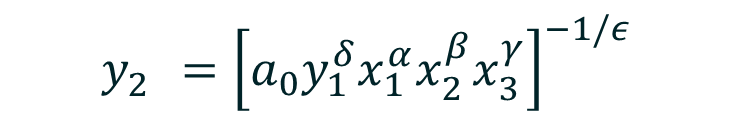 y₂ = [a₀y₁^δ x₁^α x₂^β x₃^γ]^{-1/ϵ}